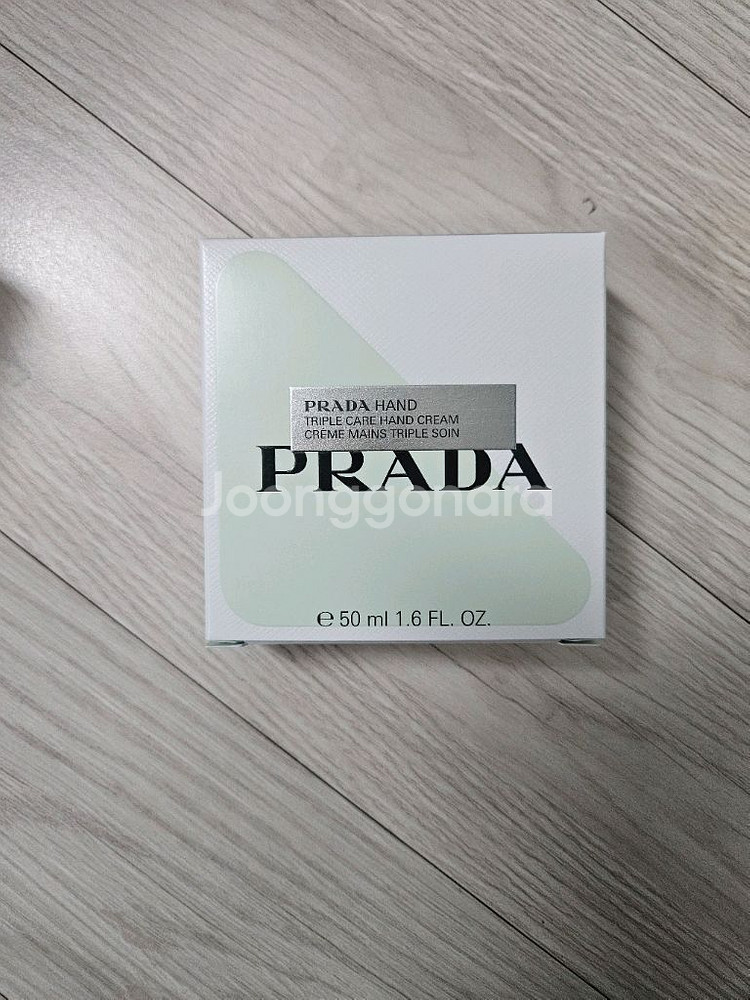 PRADA HAND
TRIPLE CARE HAND CREAM
CRÈME MAINS TRIPLE SOIN
PRADA
Joonggonara
℮ 50 ml 1.6 FL. OZ.